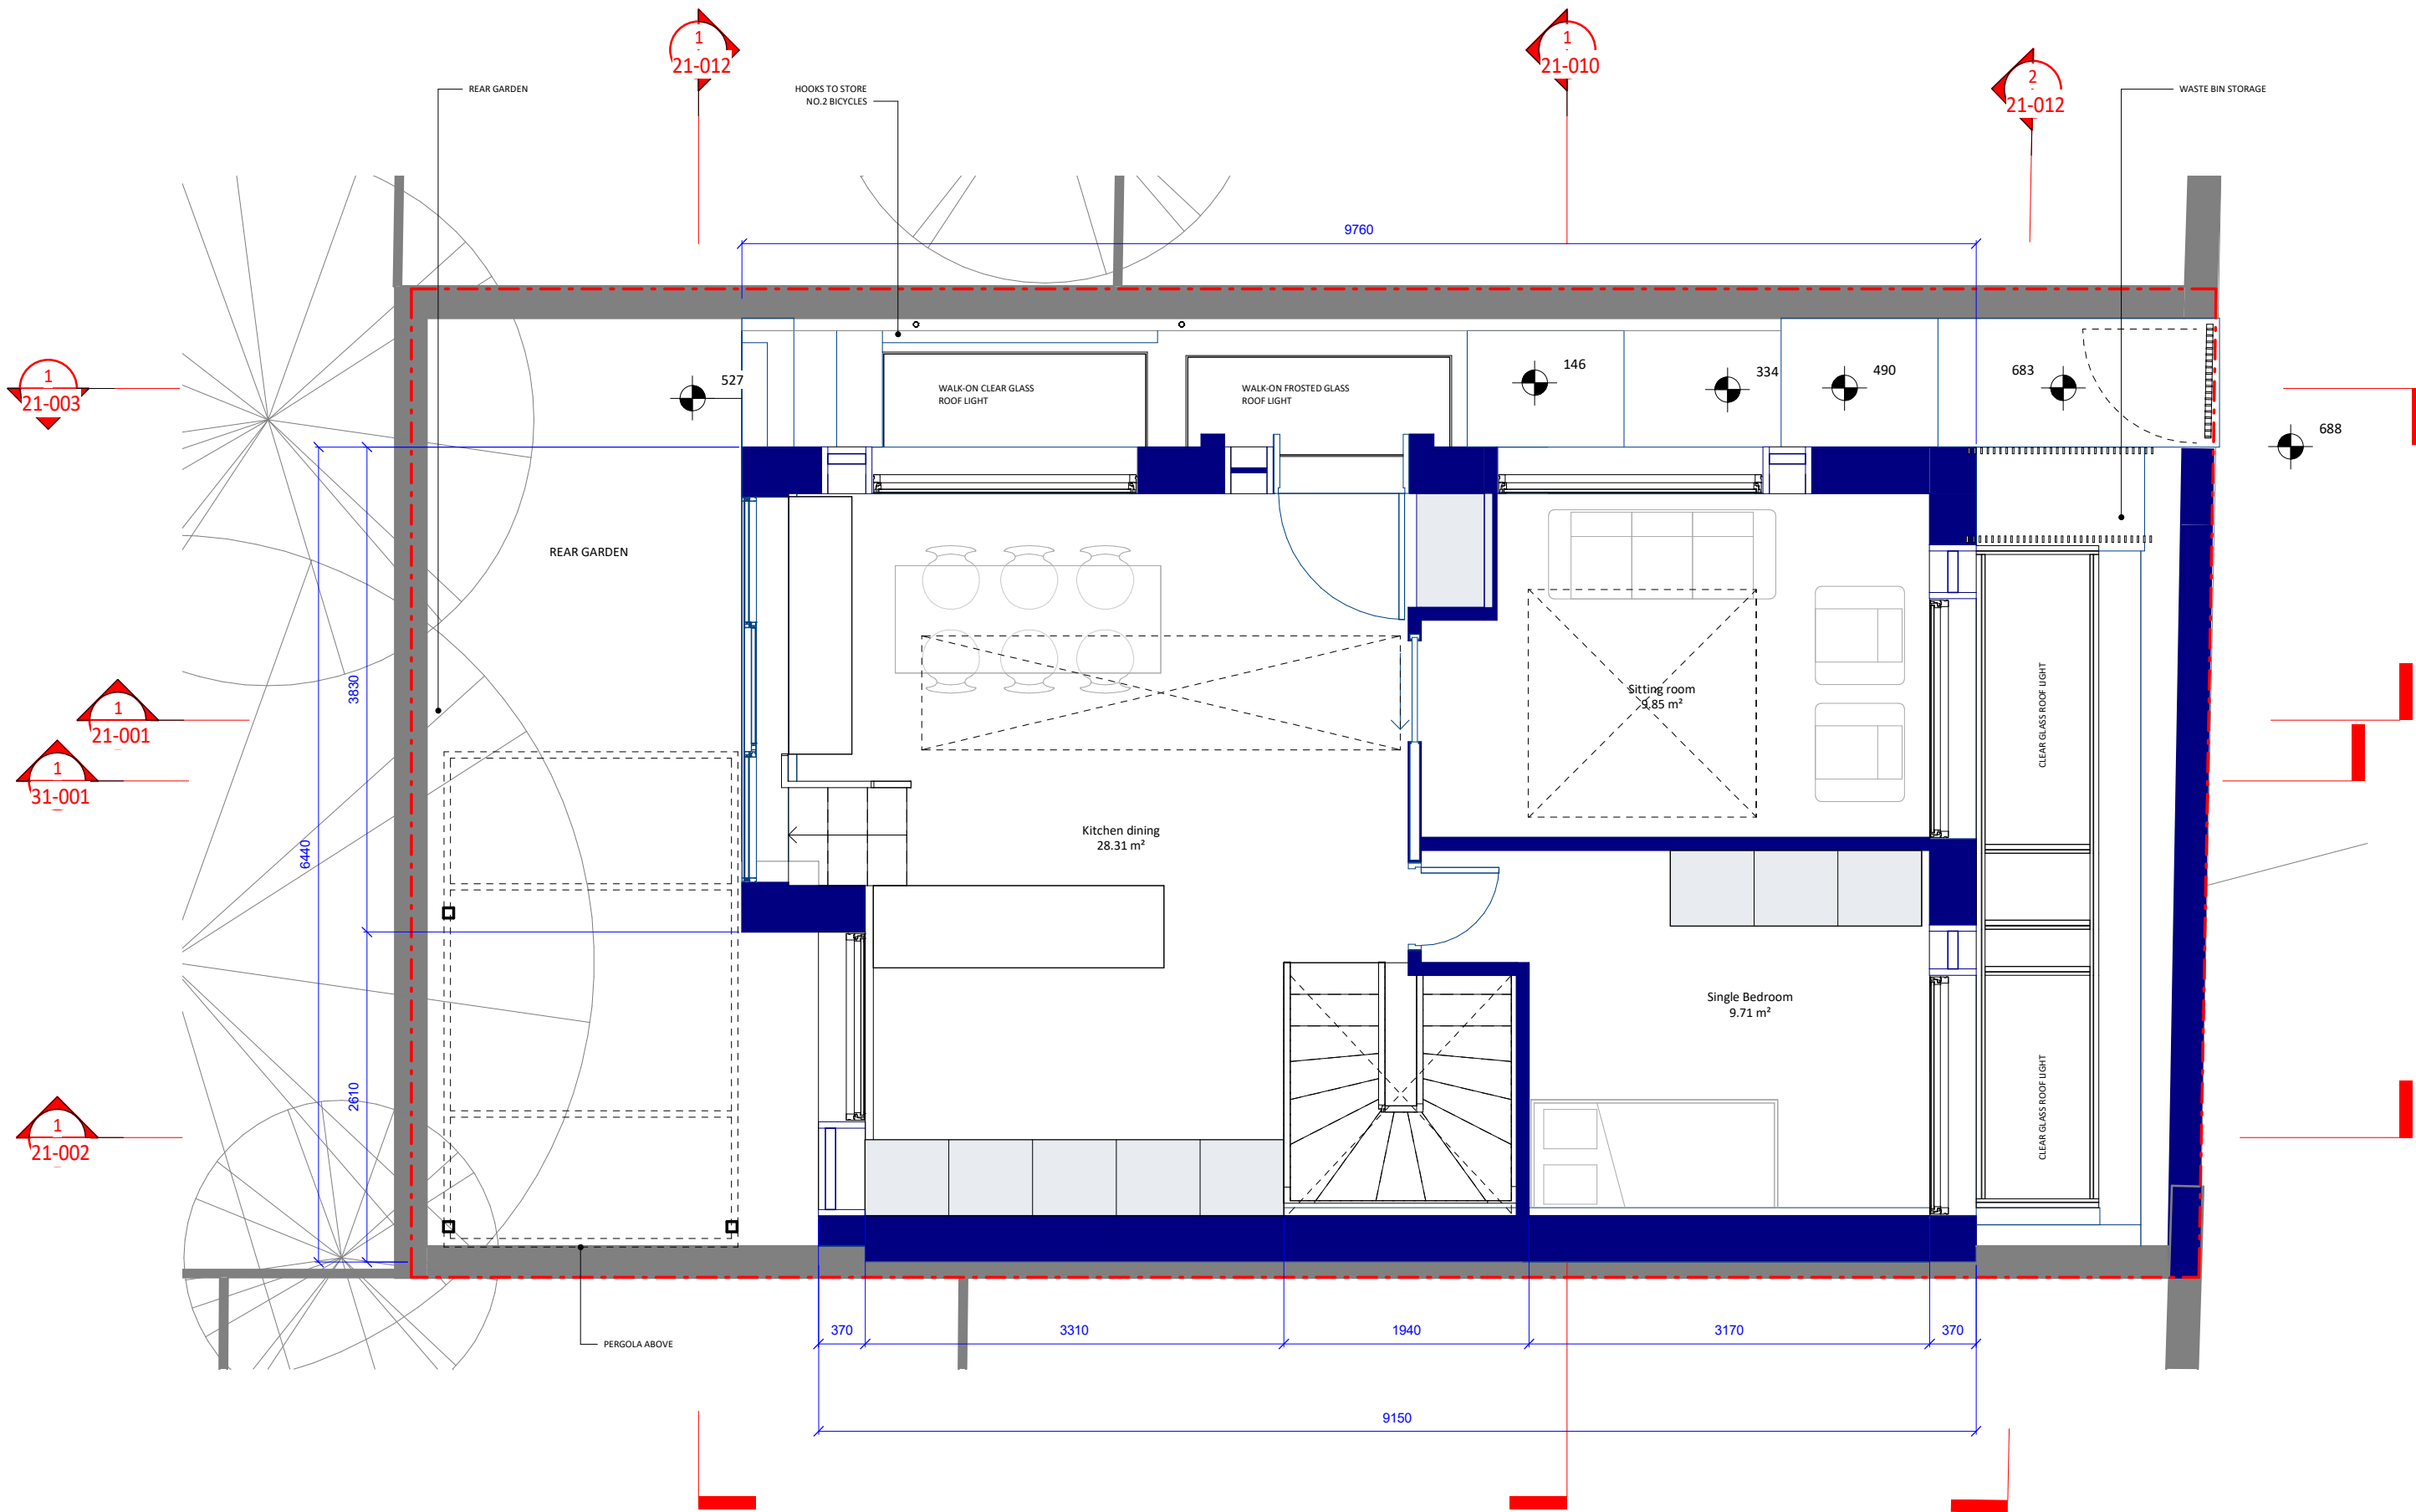 1
21-012
1
21-010
2
21-012
REAR GARDEN
HOOKS TO STORE
NO.2 BICYCLES
WASTE BIN STORAGE
9760
1
21-003
527
WALK-ON CLEAR GLASS
ROOF LIGHT
WALK-ON FROSTED GLASS
ROOF LIGHT
146
334
490
683
688
REAR GARDEN
3830
6440
2610
1
21-001
1
31-001
1
21-002
Sitting room
9.85 m²
CLEAR GLASS ROOF LIGHT
Kitchen dining
28.31 m²
Single Bedroom
9.71 m²
CLEAR GLASS ROOF LIGHT
PERGOLA ABOVE
370
3310
1940
3170
370
9150